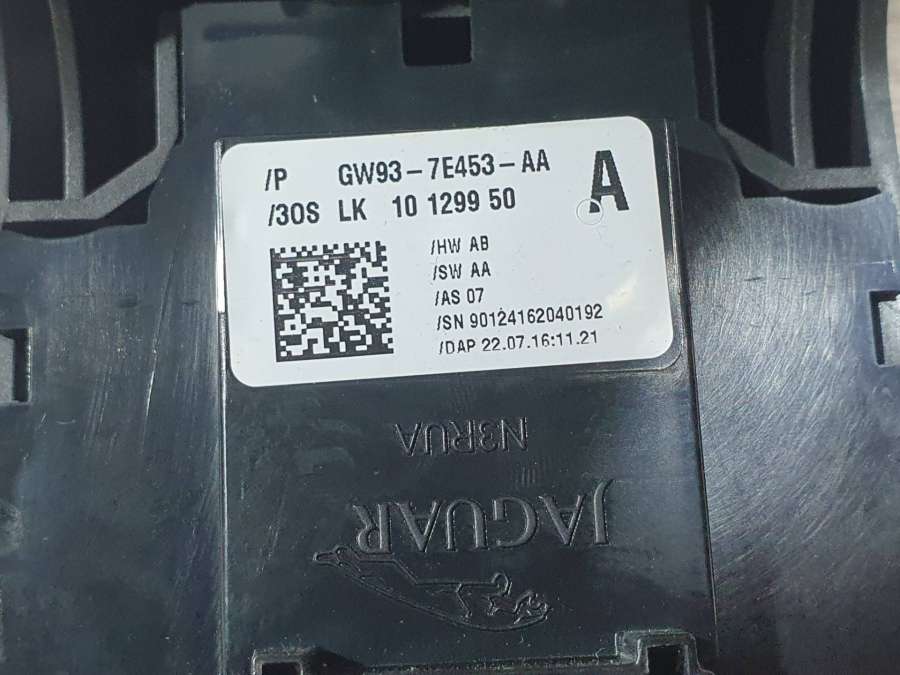 /P GW93-7E453-AA
A
/30S LK 10 1299 50
/HW AB
/SW AA
/AS 07
/SN 90124162040192
/DAP 22.07.16:11.21
N3RUA
JAGUAR